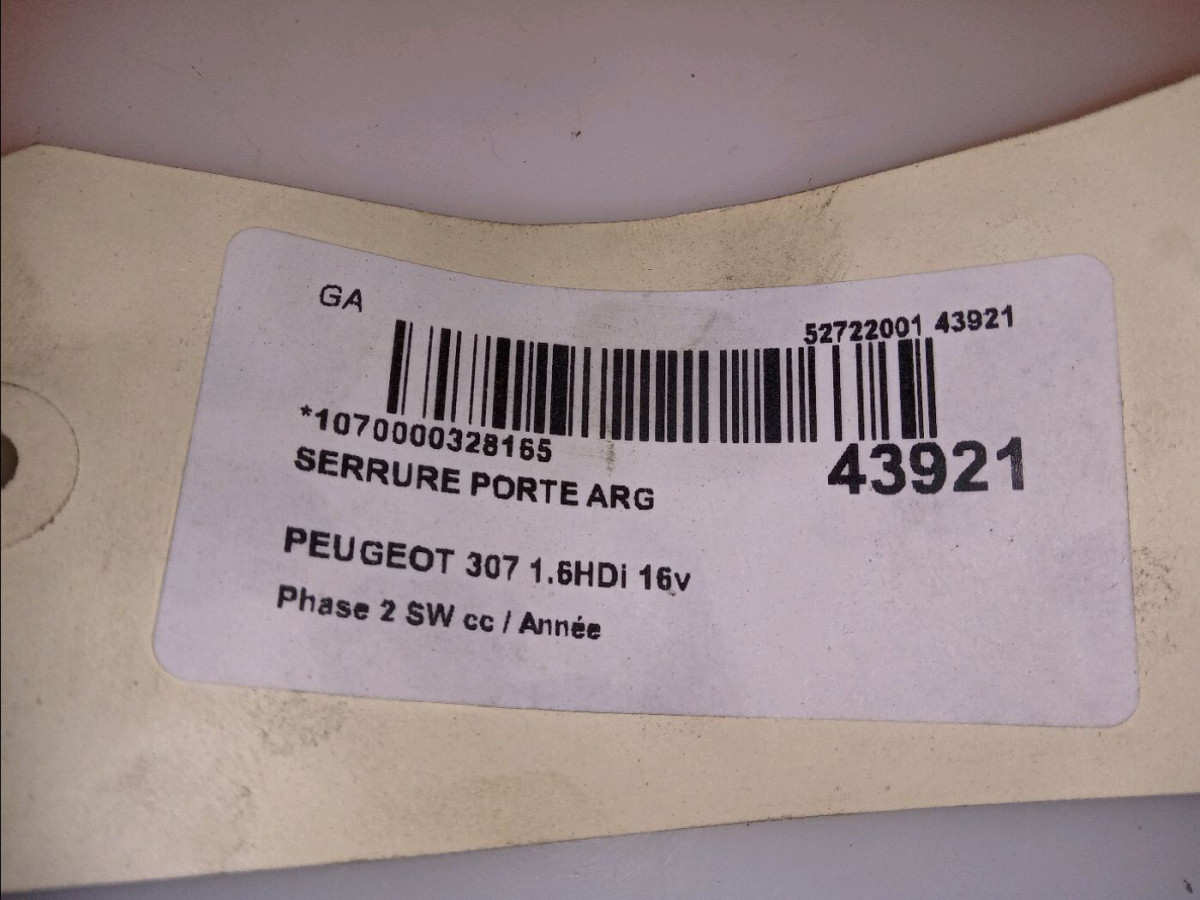 GA
52722001 43921
*1070000328165
43921
SERRURE PORTE ARG
PEUGEOT 307 1.6HDi 16v
Phase 2 SW cc / Année